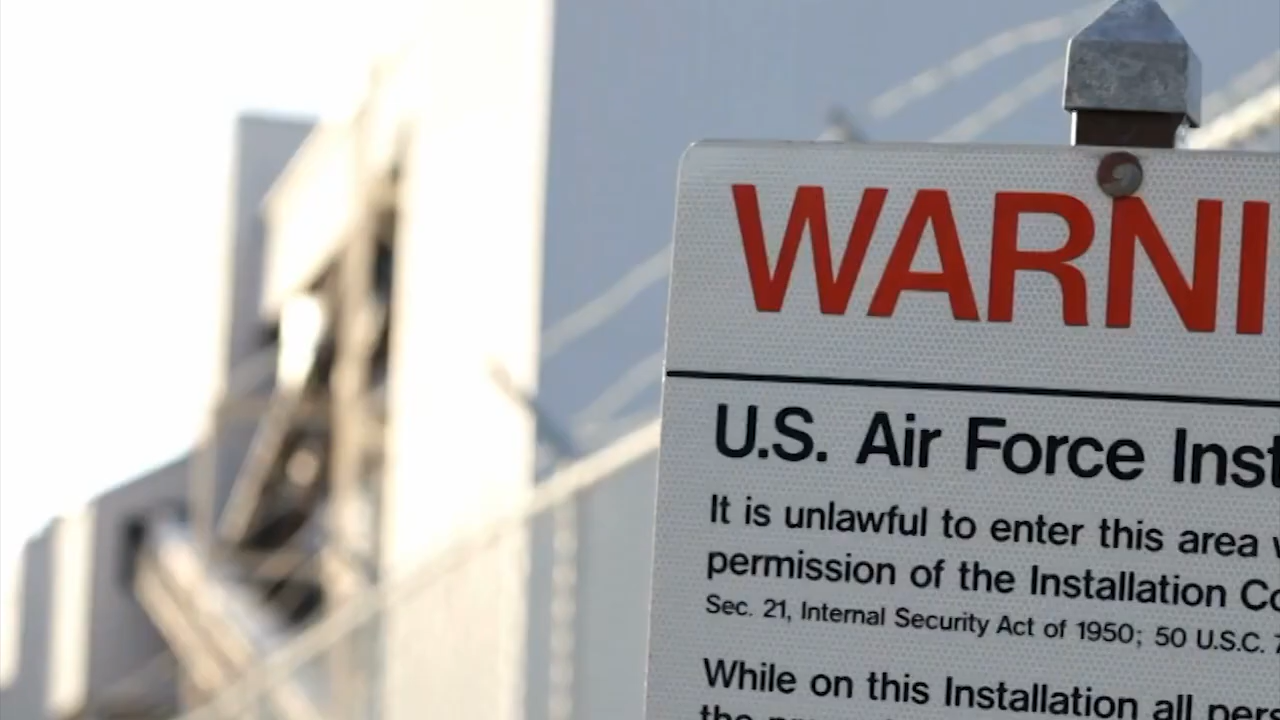 WARNI
U.S. Air Force Inst
It is unlawful to enter this area
permission of the Installation Co
Sec. 21, Internal Security Act of 1950; 50 U.S.C.
While on this Installation all pers
the